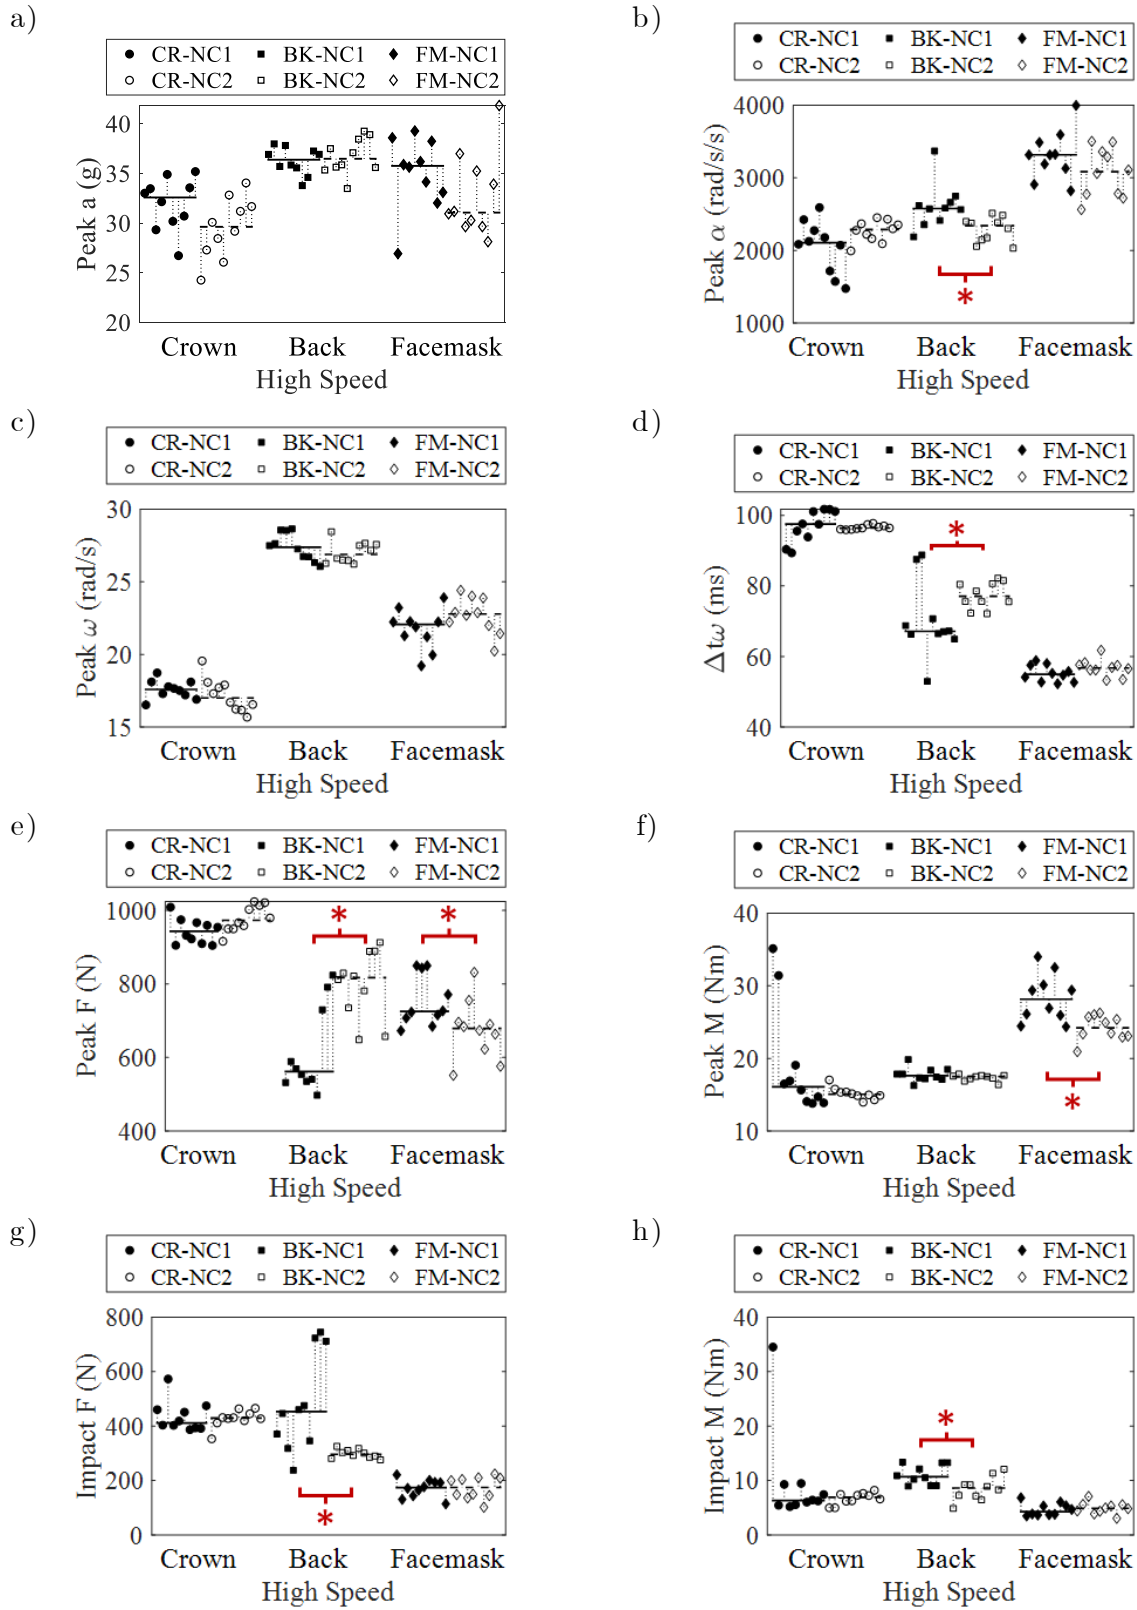 a)
CR-NC1 BK-NC1 FM-NC1
CR-NC2 BK-NC2 FM-NC2
Peak a (g)
40
35
30
25
20
Crown Back Facemask
High Speed
b)
CR-NC1 BK-NC1 FM-NC1
CR-NC2 BK-NC2 FM-NC2
Peak α (rad/s/s)
4000
3000
2000
1000
Crown Back Facemask
High Speed
*
c)
CR-NC1 BK-NC1 FM-NC1
CR-NC2 BK-NC2 FM-NC2
Peak ω (rad/s)
30
25
20
15
Crown Back Facemask
High Speed
d)
CR-NC1 BK-NC1 FM-NC1
CR-NC2 BK-NC2 FM-NC2
Δtω (ms)
100
80
60
40
*
Crown Back Facemask
High Speed
e)
CR-NC1 BK-NC1 FM-NC1
CR-NC2 BK-NC2 FM-NC2
Peak F (N)
1000
800
600
400
* *
Crown Back Facemask
High Speed
f)
CR-NC1 BK-NC1 FM-NC1
CR-NC2 BK-NC2 FM-NC2
Peak M (Nm)
40
30
20
10
*
Crown Back Facemask
High Speed
g)
CR-NC1 BK-NC1 FM-NC1
CR-NC2 BK-NC2 FM-NC2
Impact F (N)
800
600
400
200
0
*
Crown Back Facemask
High Speed
h)
CR-NC1 BK-NC1 FM-NC1
CR-NC2 BK-NC2 FM-NC2
Impact M (Nm)
40
30
20
10
0
*
Crown Back Facemask
High Speed